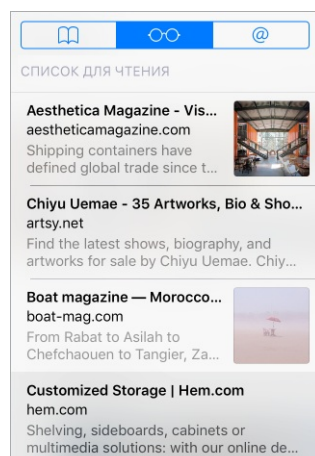 @
СПИСОК ДЛЯ ЧТЕНИЯ
Aesthetica Magazine - Vis...
aestheticamagazine.com
Shipping containers have
defined global trade since t...
Chiyu Uemae - 35 Artworks, Bio & Sho...
artsy.net
Find the latest shows, biography, and
artworks for sale by Chiyu Uemae. Chiy...
Boat magazine — Morocco...
boat-mag.com
From Rabat to Asilah to
Chefchaouen to Tangier, Za...
Customized Storage | Hem.com
hem.com
Shelving, sideboards, cabinets or
multimedia solutions: with our online de...